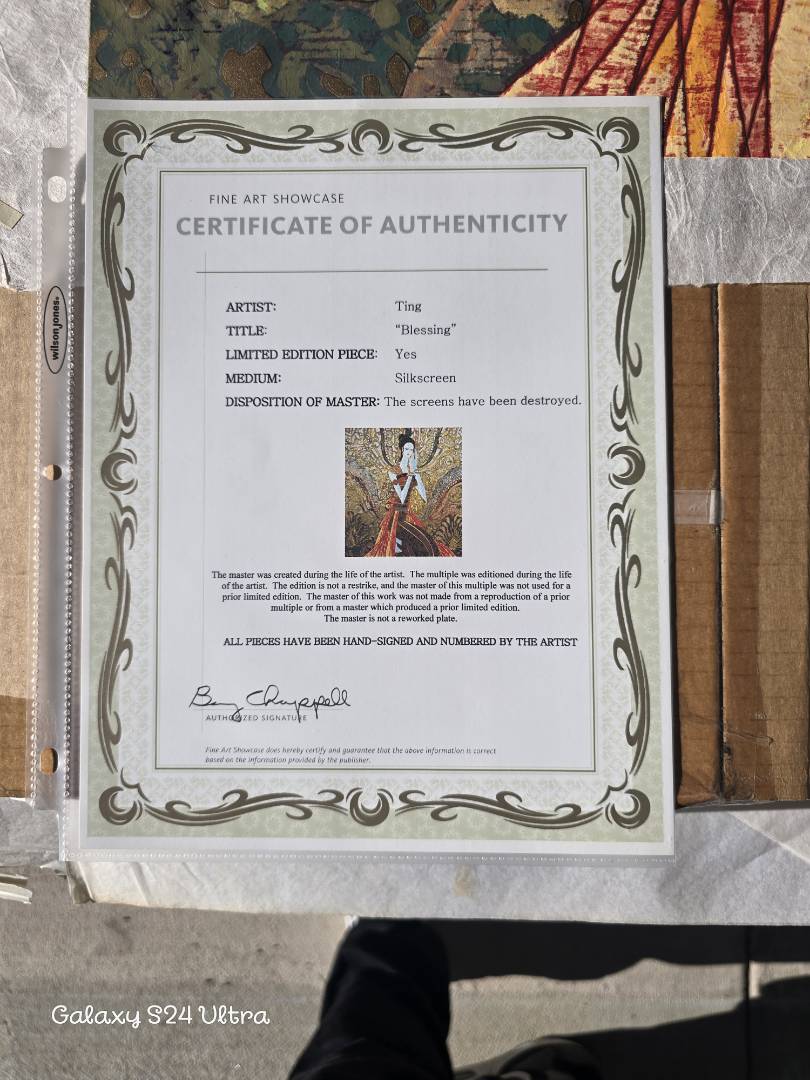 FINE ART SHOWCASE
CERTIFICATE OF AUTHENTICITY
ARTIST: Ting
TITLE: “Blessing”
LIMITED EDITION PIECE: Yes
MEDIUM: Silkscreen
DISPOSITION OF MASTER: The screens have been destroyed.
The master was created during the life of the artist. The multiple was editioned during the life
of the artist. The edition is not a restrike, and the master of this multiple was not used for a
prior limited edition. The master of this work was not made from a reproduction of a prior
multiple or from a master which produced a prior limited edition.
The master is not a reworked plate.
ALL PIECES HAVE BEEN HAND-SIGNED AND NUMBERED BY THE ARTIST
Chappell
AUTHORIZED SIGNATURE
Fine Art Showcase does hereby certify and guarantee that the above information is correct
based on the information provided by the publisher.
wilson jones.
Galaxy S24 Ultra